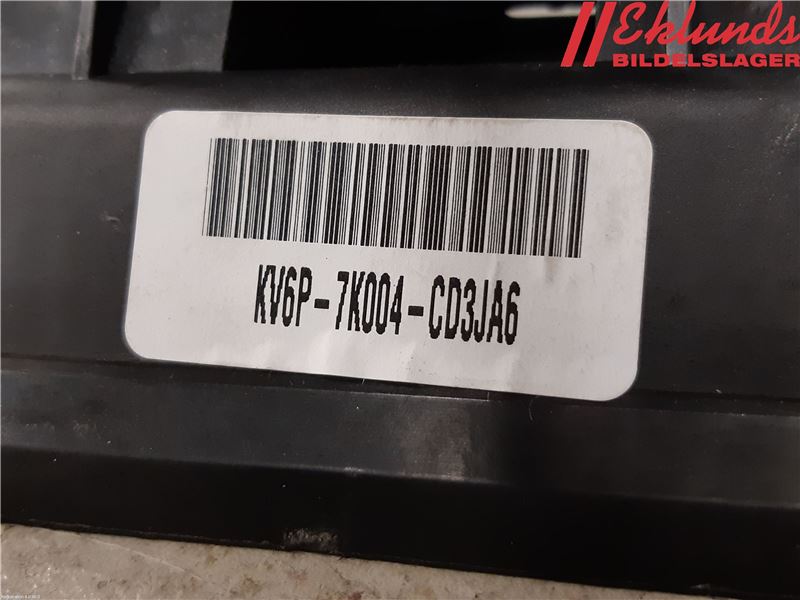 Eklunds
BILDELSLAGER
KV6P-7K004-CD3JA6